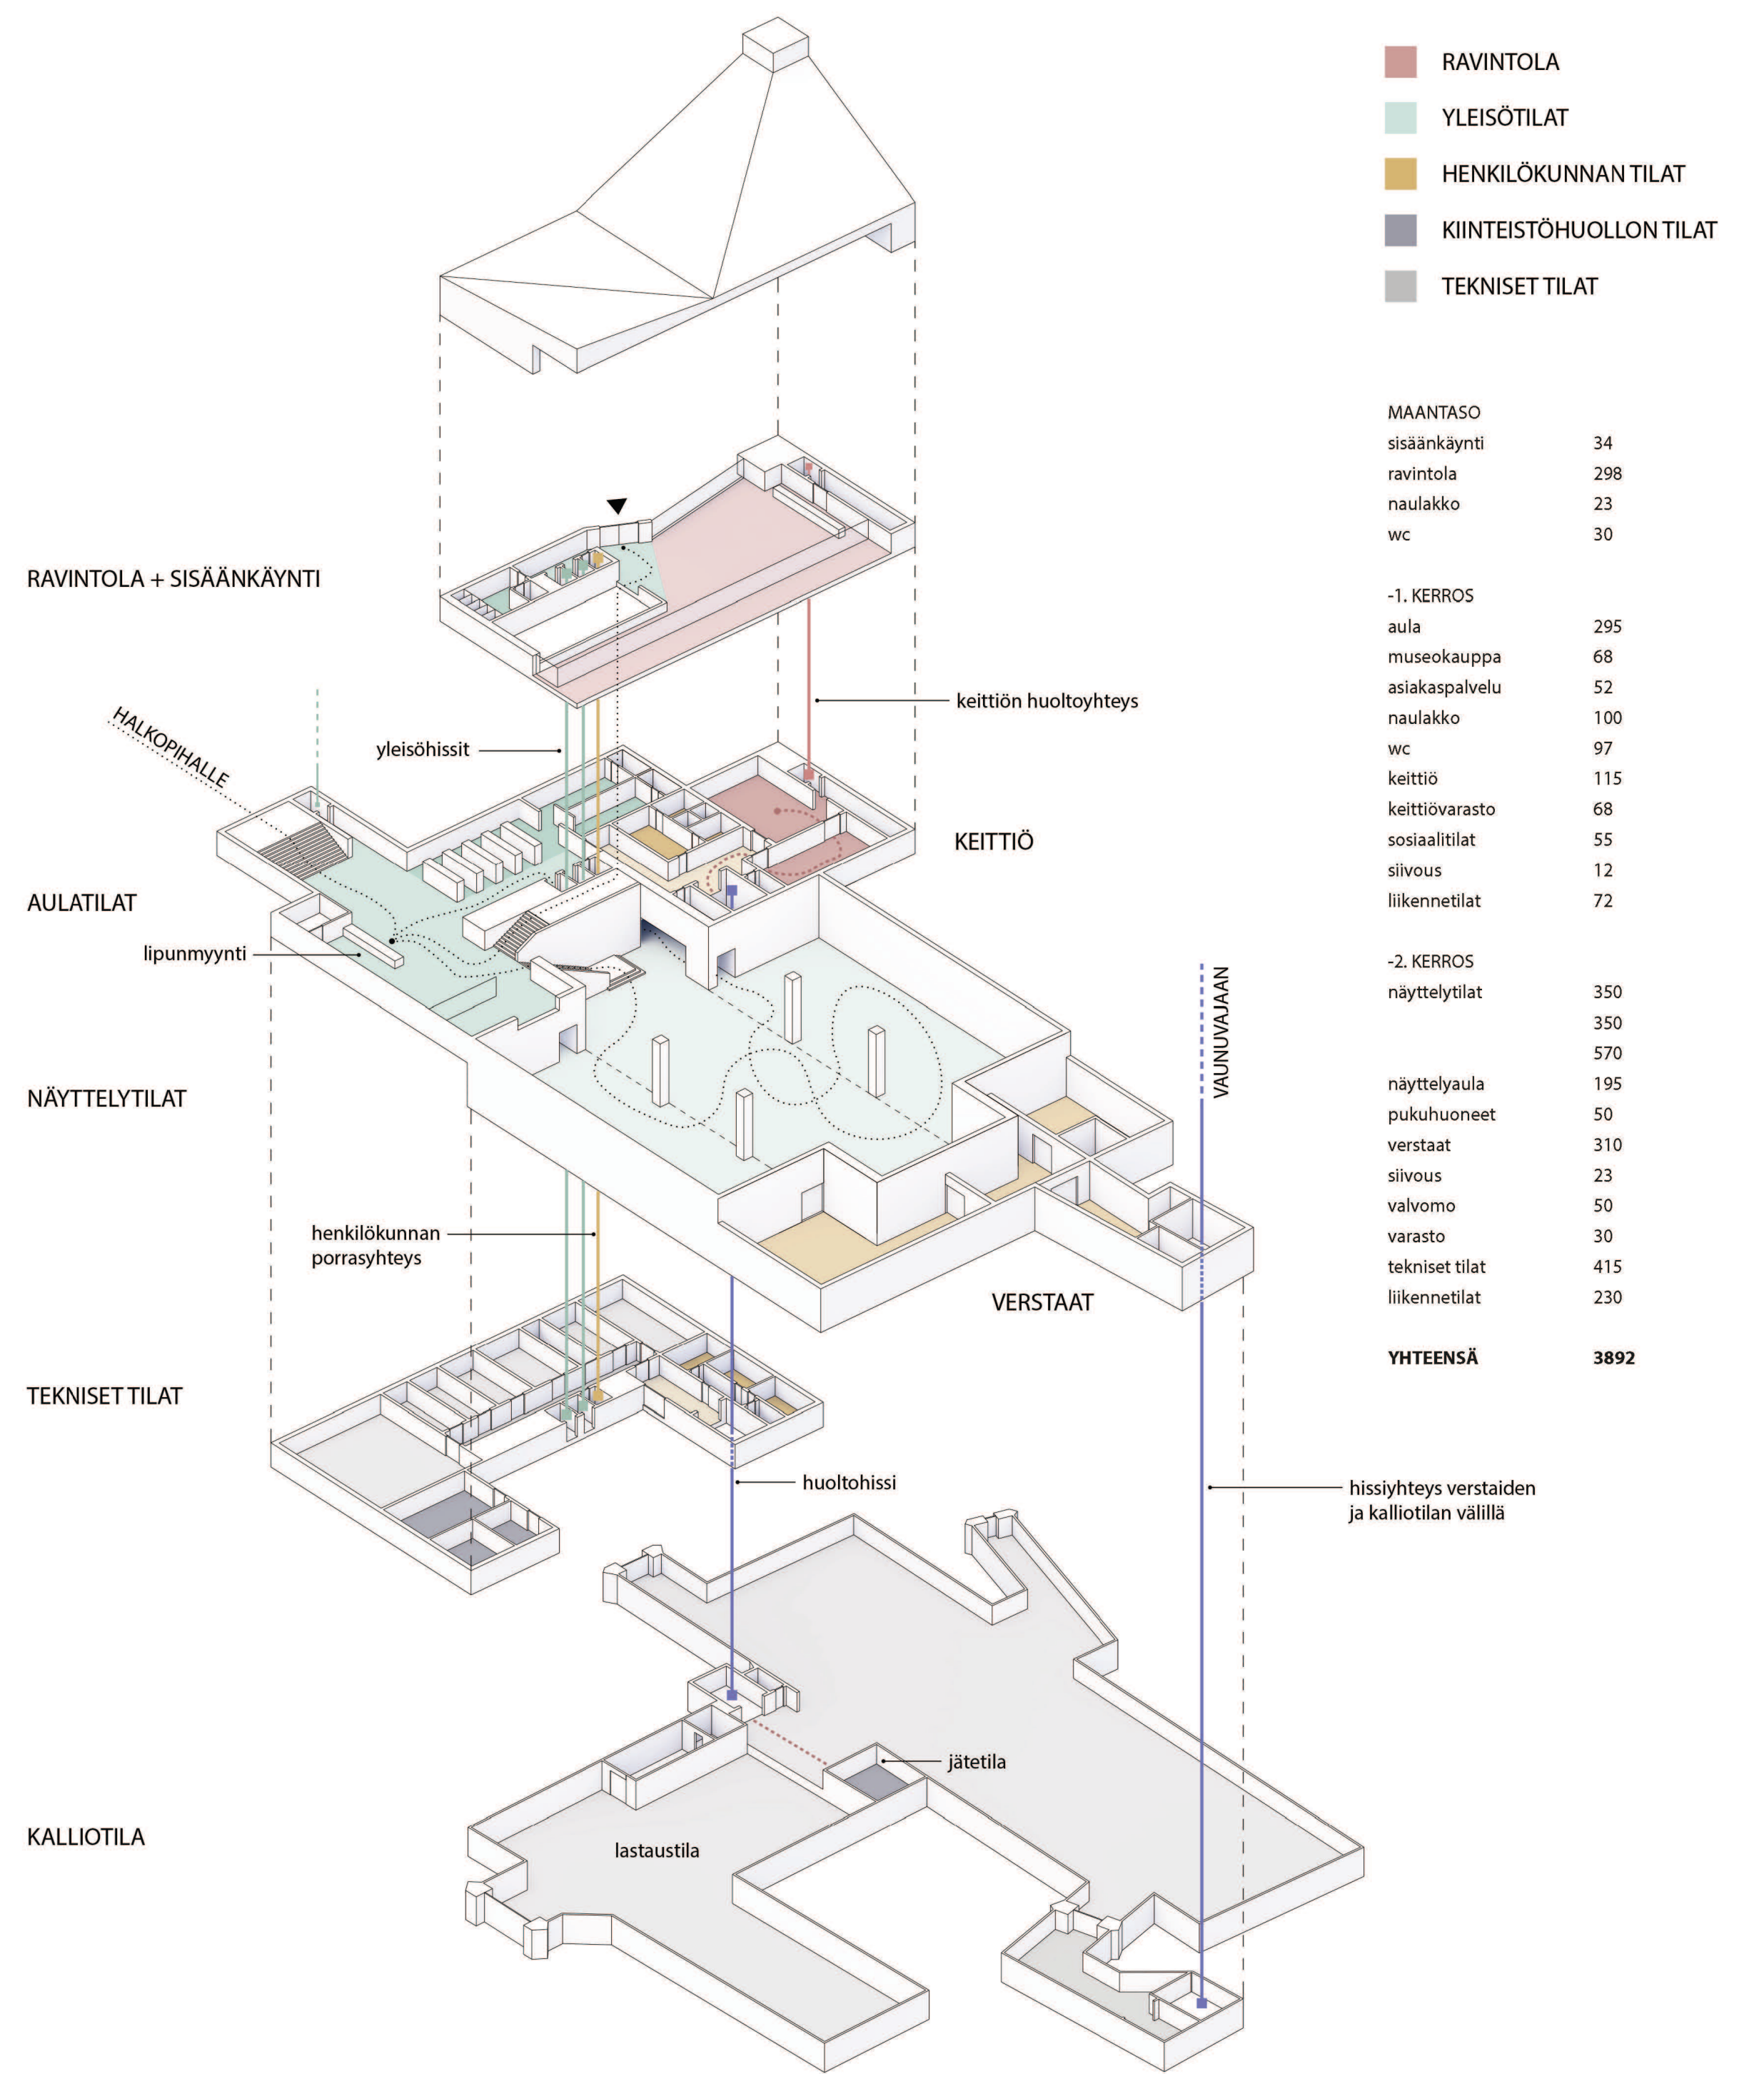 RAVINTOLA
YLEISÖTILAT
HENKILÖKUNNAN TILAT
KIINTEISTÖHUOLLON TILAT
TEKNISET TILAT
MAANTASO
sisäänkäynti 34
ravintola 298
naulakko 23
wc 30
-1. KERROS
aula 295
museokauppa 68
asiakaspalvelu 52
naulakko 100
wc 97
keittiö 115
keittiövarasto 68
sosiaalitilat 55
siivous 12
liikennetilat 72
-2. KERROS
näyttelytilat 350
350
570
näyttelyaula 195
pukuhuoneet 50
verstaat 310
siivous 23
valvomo 50
varasto 30
tekniset tilat 415
liikennetilat 230
YHTEENSÄ 3892
RAVINTOLA + SISÄÄNKÄYNTI
keittiön huoltoyhteys
HALKOPIHALLE
yleisöhissit
KEITTIÖ
AULATILAT
lipunmyynti
VAUNUVAJAAN
NÄYTTELYTILAT
henkilökunnan
porrasyhteys
VERSTAAT
TEKNISET TILAT
huoltohissi
hissiyhteys verstaiden
ja kalliotilan välillä
jätetila
KALLIOTILA
lastaustila